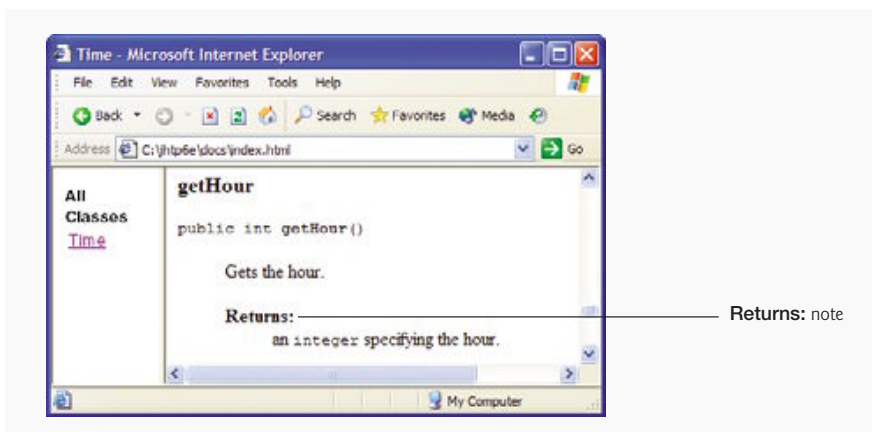 Time - Microsoft Internet Explorer
File Edit View Favorites Tools Help
Back Search Favorites Media
Address C:\jhtp6e\docs\index.html Go
All
Classes
Time
getHour
public int getHour()
Gets the hour.
Returns:
an integer specifying the hour.
Returns: note
My Computer